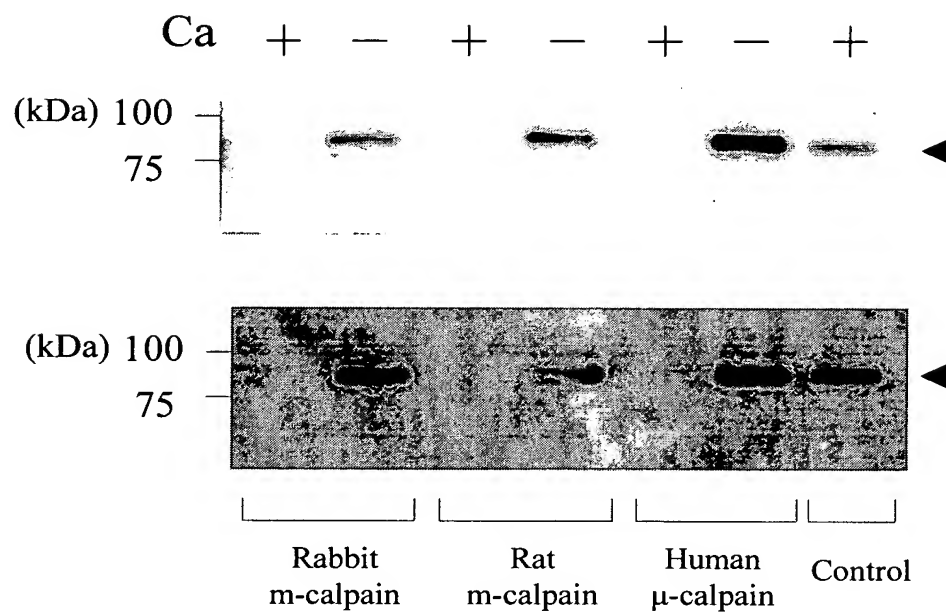 Ca + − + − + − +
(kDa) 100
75
(kDa) 100
75
Rabbit m-calpain
Rat m-calpain
Human μ-calpain
Control